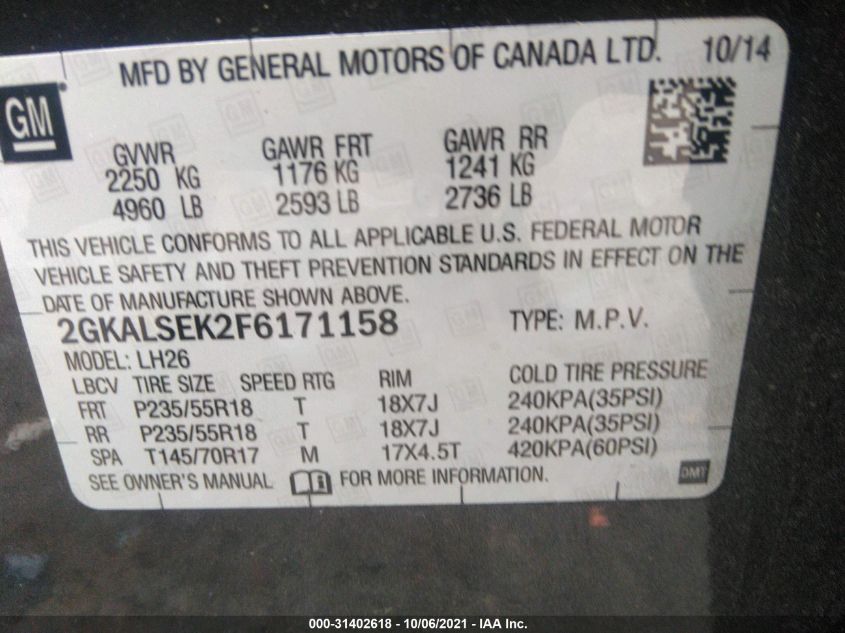 MFD BY GENERAL MOTORS OF CANADA LTD. 10/14
GM
GVWR GAWR FRT GAWR RR
2250 KG 1176 KG 1241 KG
4960 LB 2593 LB 2736 LB
THIS VEHICLE CONFORMS TO ALL APPLICABLE U.S. FEDERAL MOTOR
VEHICLE SAFETY AND THEFT PREVENTION STANDARDS IN EFFECT ON THE
DATE OF MANUFACTURE SHOWN ABOVE.
2GKALSEK2F6171158 TYPE: M.P.V.
MODEL: LH26
LBCV TIRE SIZE SPEED RTG RIM COLD TIRE PRESSURE
FRT P235/55R18 T 18X7J 240KPA(35PSI)
RR P235/55R18 T 18X7J 240KPA(35PSI)
SPA T145/70R17 M 17X4.5T 420KPA(60PSI)
SEE OWNER'S MANUAL FOR MORE INFORMATION.
DMT
000-31402618 - 10/06/2021 - IAA Inc.